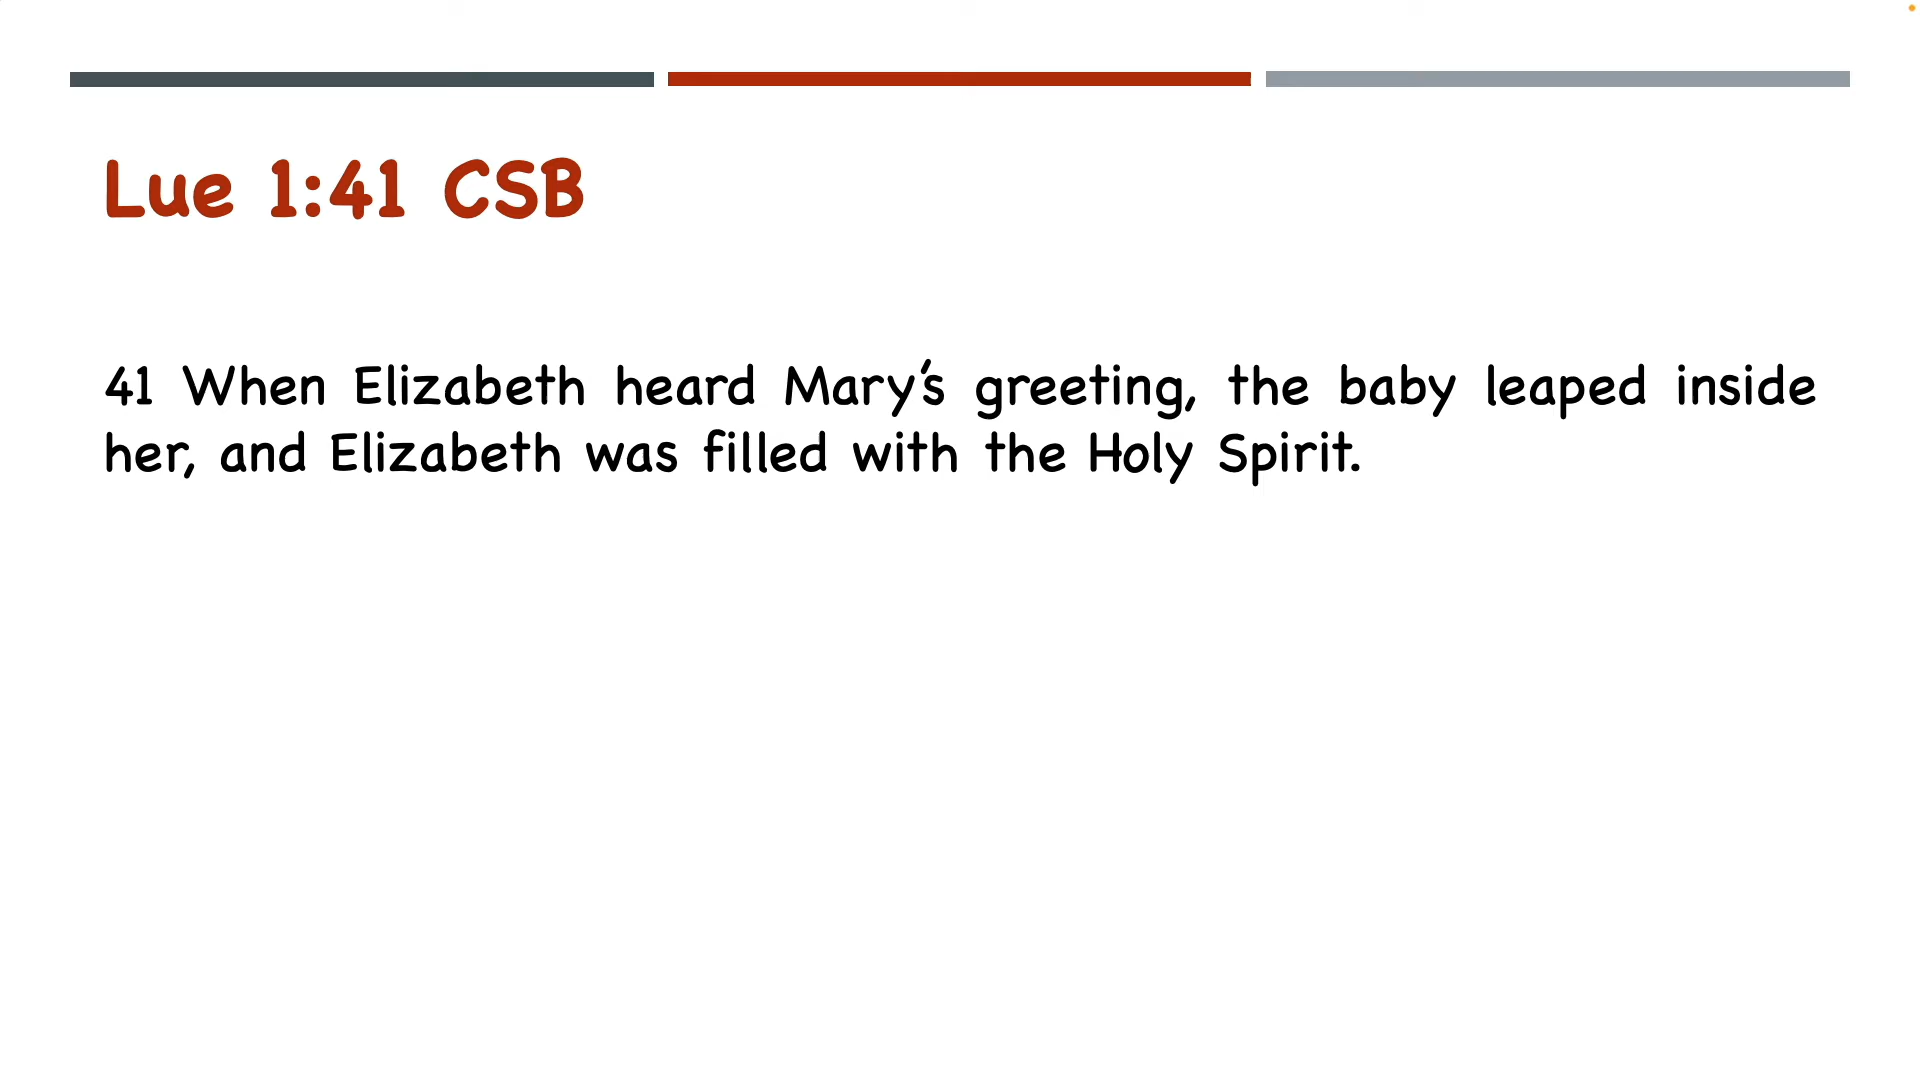 Lue 1:41 CSB
41 When Elizabeth heard Mary's greeting, the baby leaped inside
her, and Elizabeth was filled with the Holy Spirit.